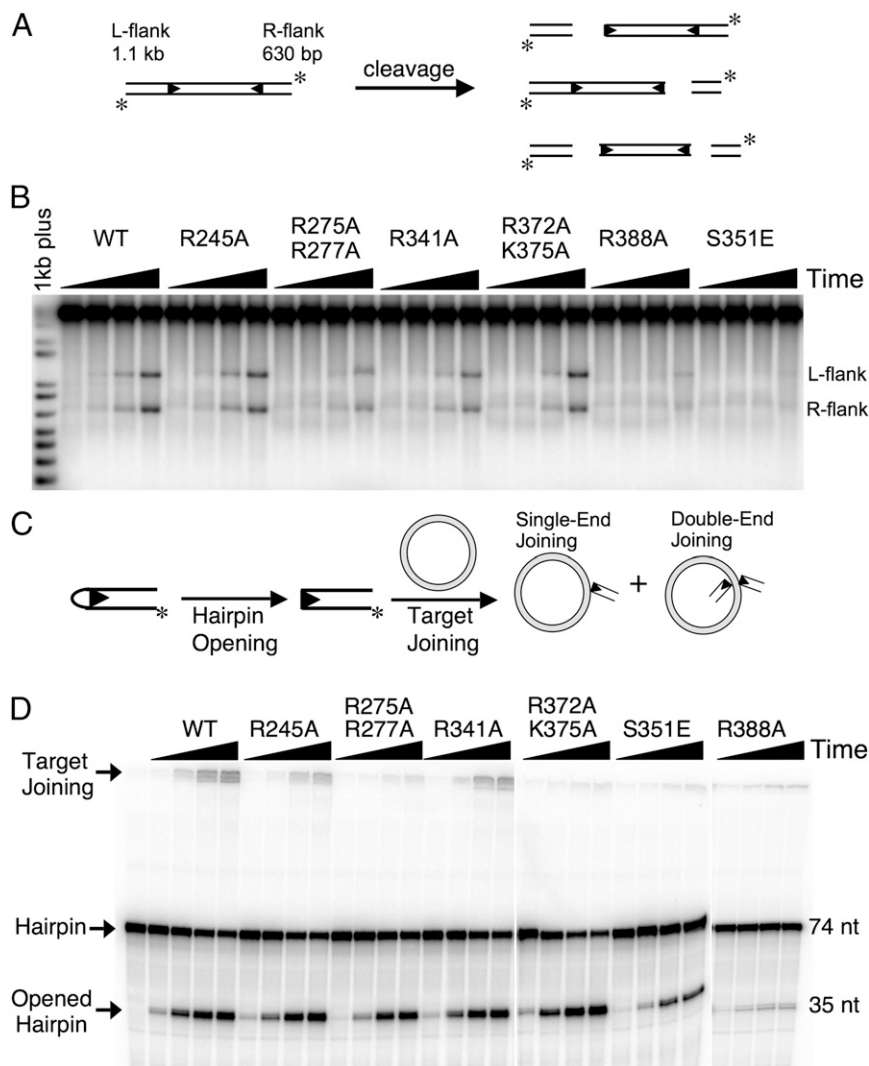 A
L-flank R-flank
1.1 kb 630 bp
* * cleavage * *
* *
* *
B
1kb plus
WT R245A R275A R277A R341A R372A K375A R388A S351E Time
L-flank
R-flank
C
Single-End Joining Double-End Joining
* Hairpin Opening * Target Joining +
D
WT R245A R275A R277A R341A R372A K375A S351E R388A Time
Target Joining
Hairpin 74 nt
Opened Hairpin 35 nt